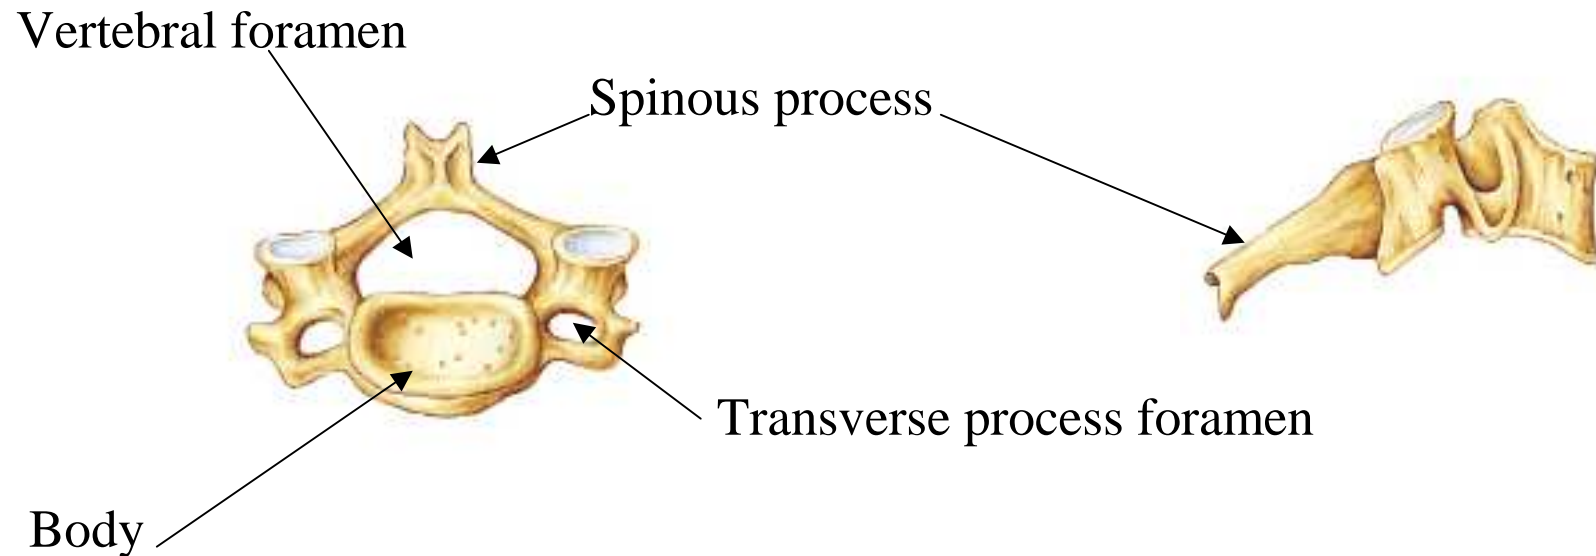 Vertebral foramen
Spinous process
Transverse process foramen
Body